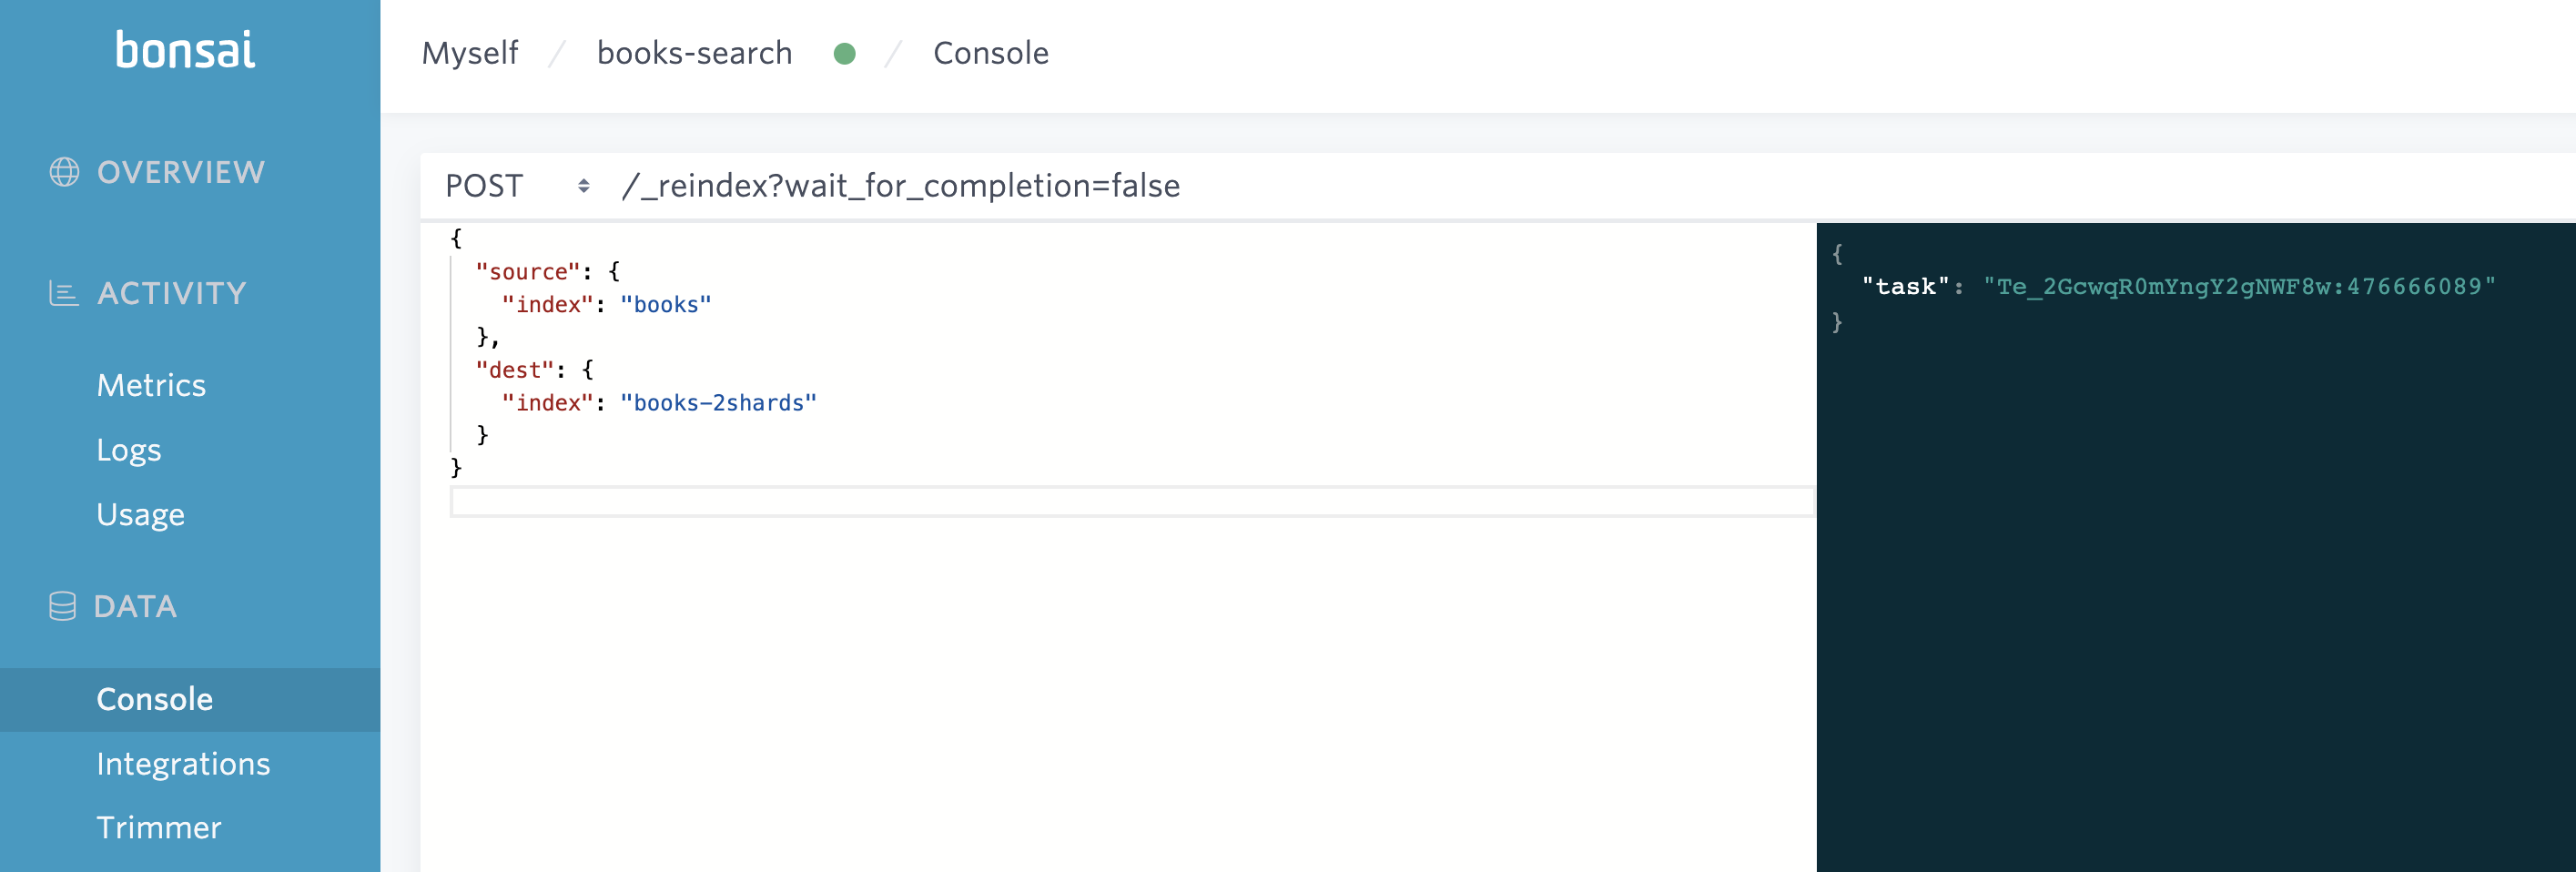 bonsai
OVERVIEW
ACTIVITY
Metrics
Logs
Usage
DATA
Console
Integrations
Trimmer
Myself / books-search / Console
POST /_reindex?wait_for_completion=false
{
"source": {
"index": "books"
},
"dest": {
"index": "books-2shards"
}
}
{
"task": "Te_2GcwqR0mYngY2gNWF8w:476666089"
}